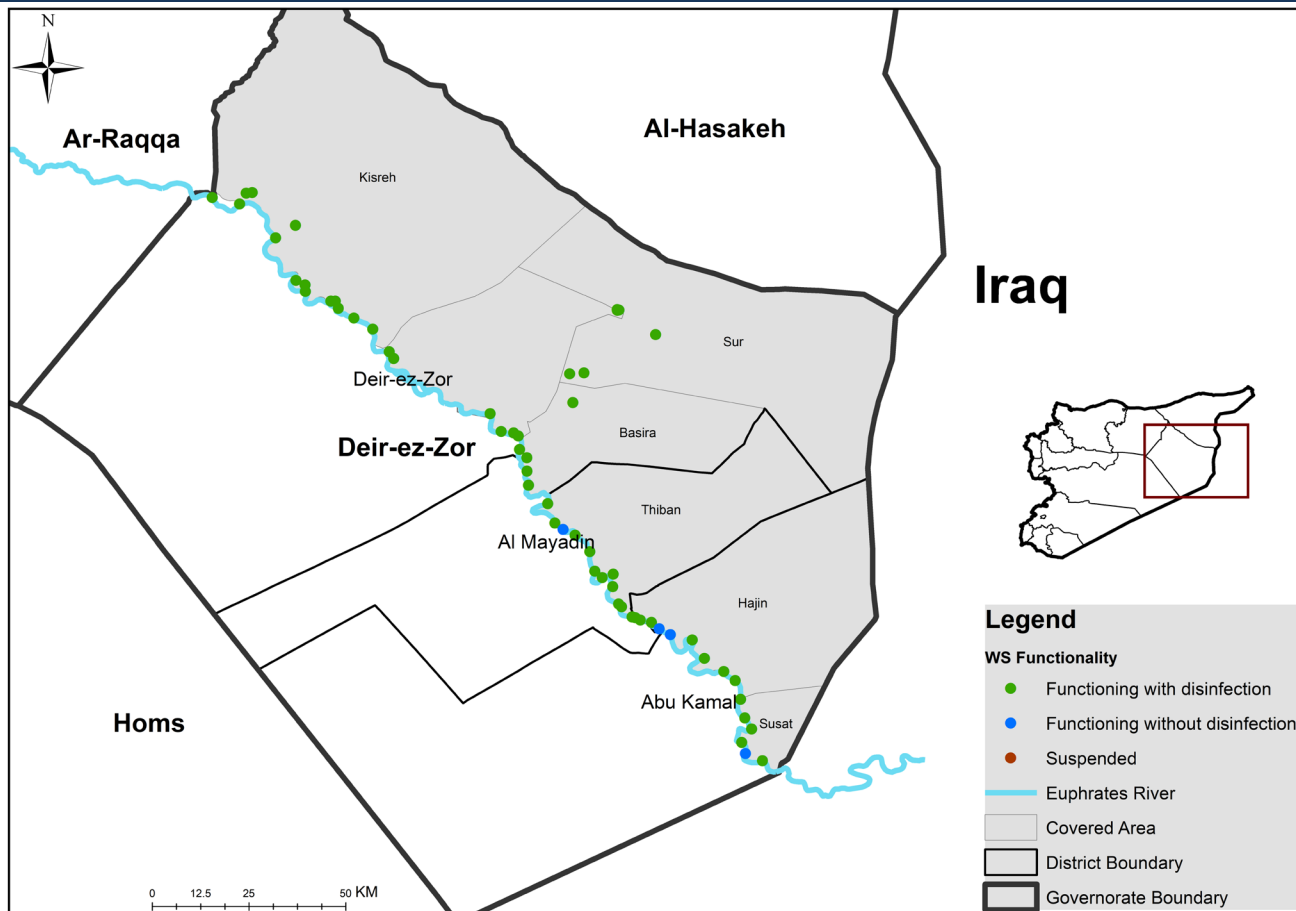 N
Ar-Raqqa
Al-Hasakeh
Kisreh
Iraq
Sur
Deir-ez-Zor
Deir-ez-Zor
Basira
Thiban
Al Mayadin
Hajin
Abu Kamal
Susat
Homs
0 12.5 25 50 KM
Legend
WS Functionality
Functioning with disinfection
Functioning without disinfection
Suspended
Euphrates River
Covered Area
District Boundary
Governorate Boundary